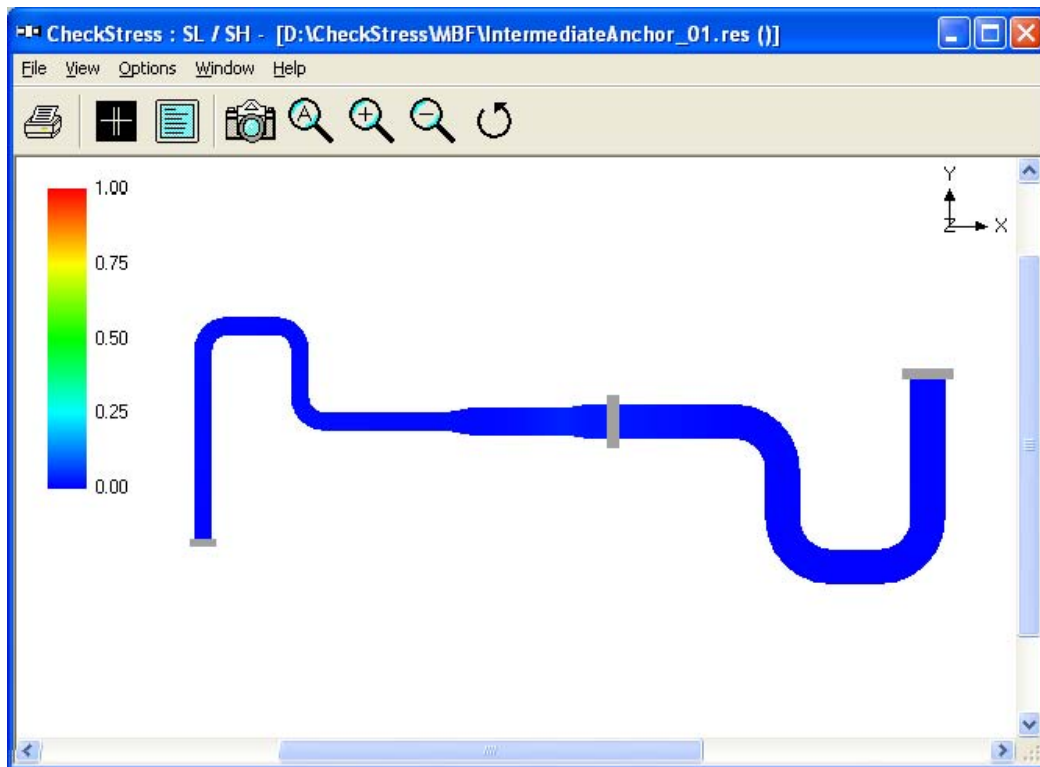 CheckStress : SL / SH - [D:\CheckStress\MBF\IntermediateAnchor_01.res ()]
File View Options Window Help
A + −
1.00
0.75
0.50
0.25
0.00
Y
Z X